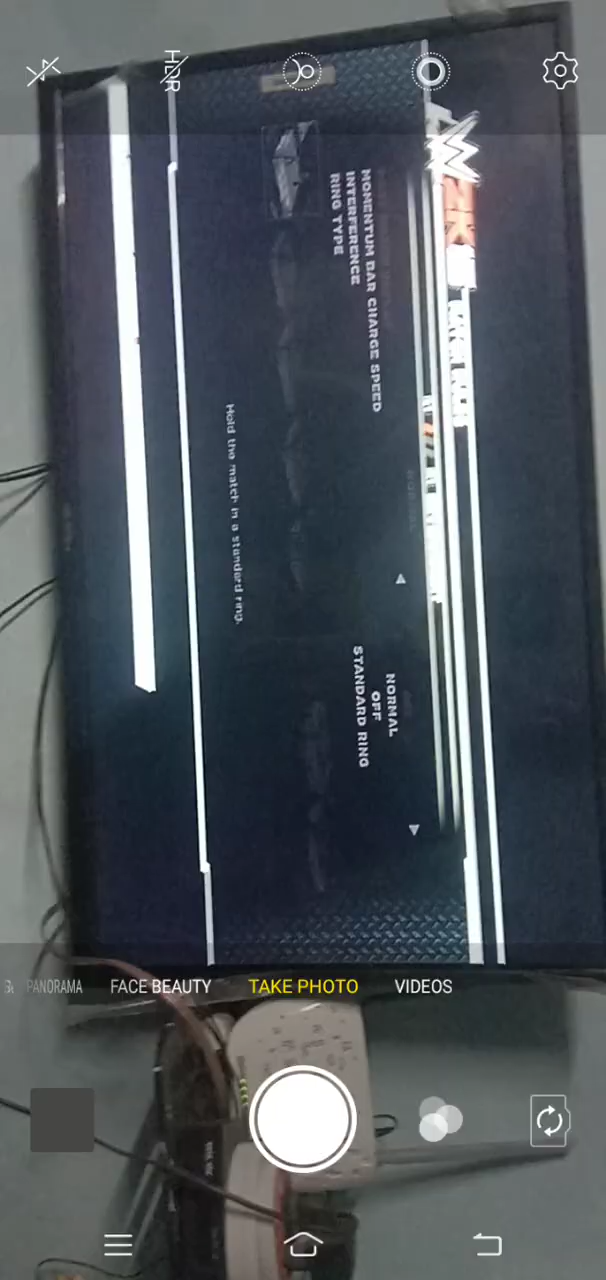 HDR
MOMENTUM BAR CHARGE SPEED
NORMAL
INTERFERENCE
OFF
RING TYPE
STANDARD RING
Hold the match in a standard ring.
PANORAMA
FACE BEAUTY
TAKE PHOTO
VIDEOS